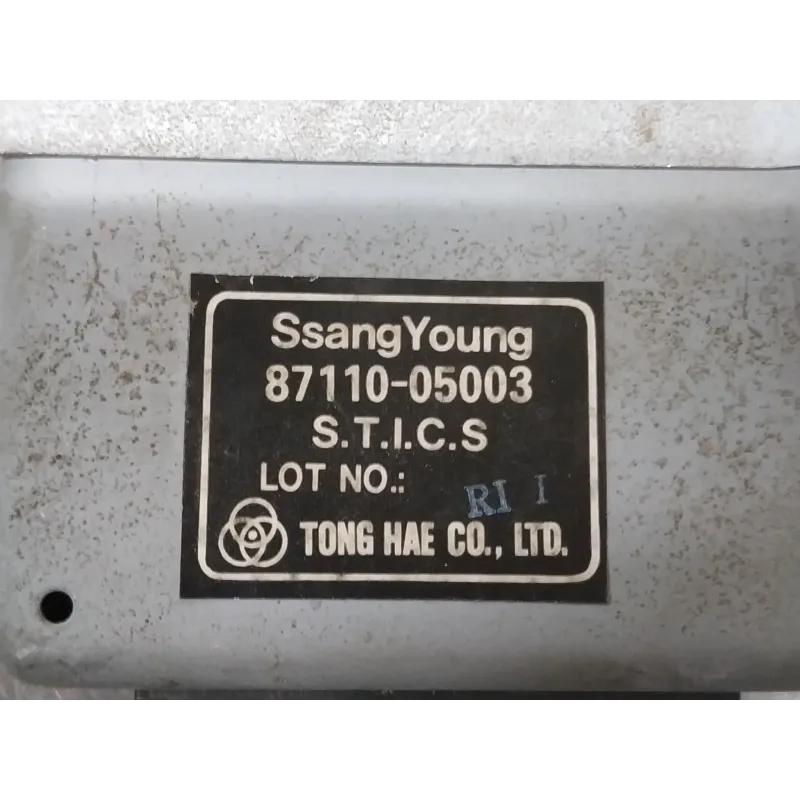 SsangYoung
87110-05003
S.T.I.C.S
LOT NO.: RI I
TONG HAE CO., LTD.